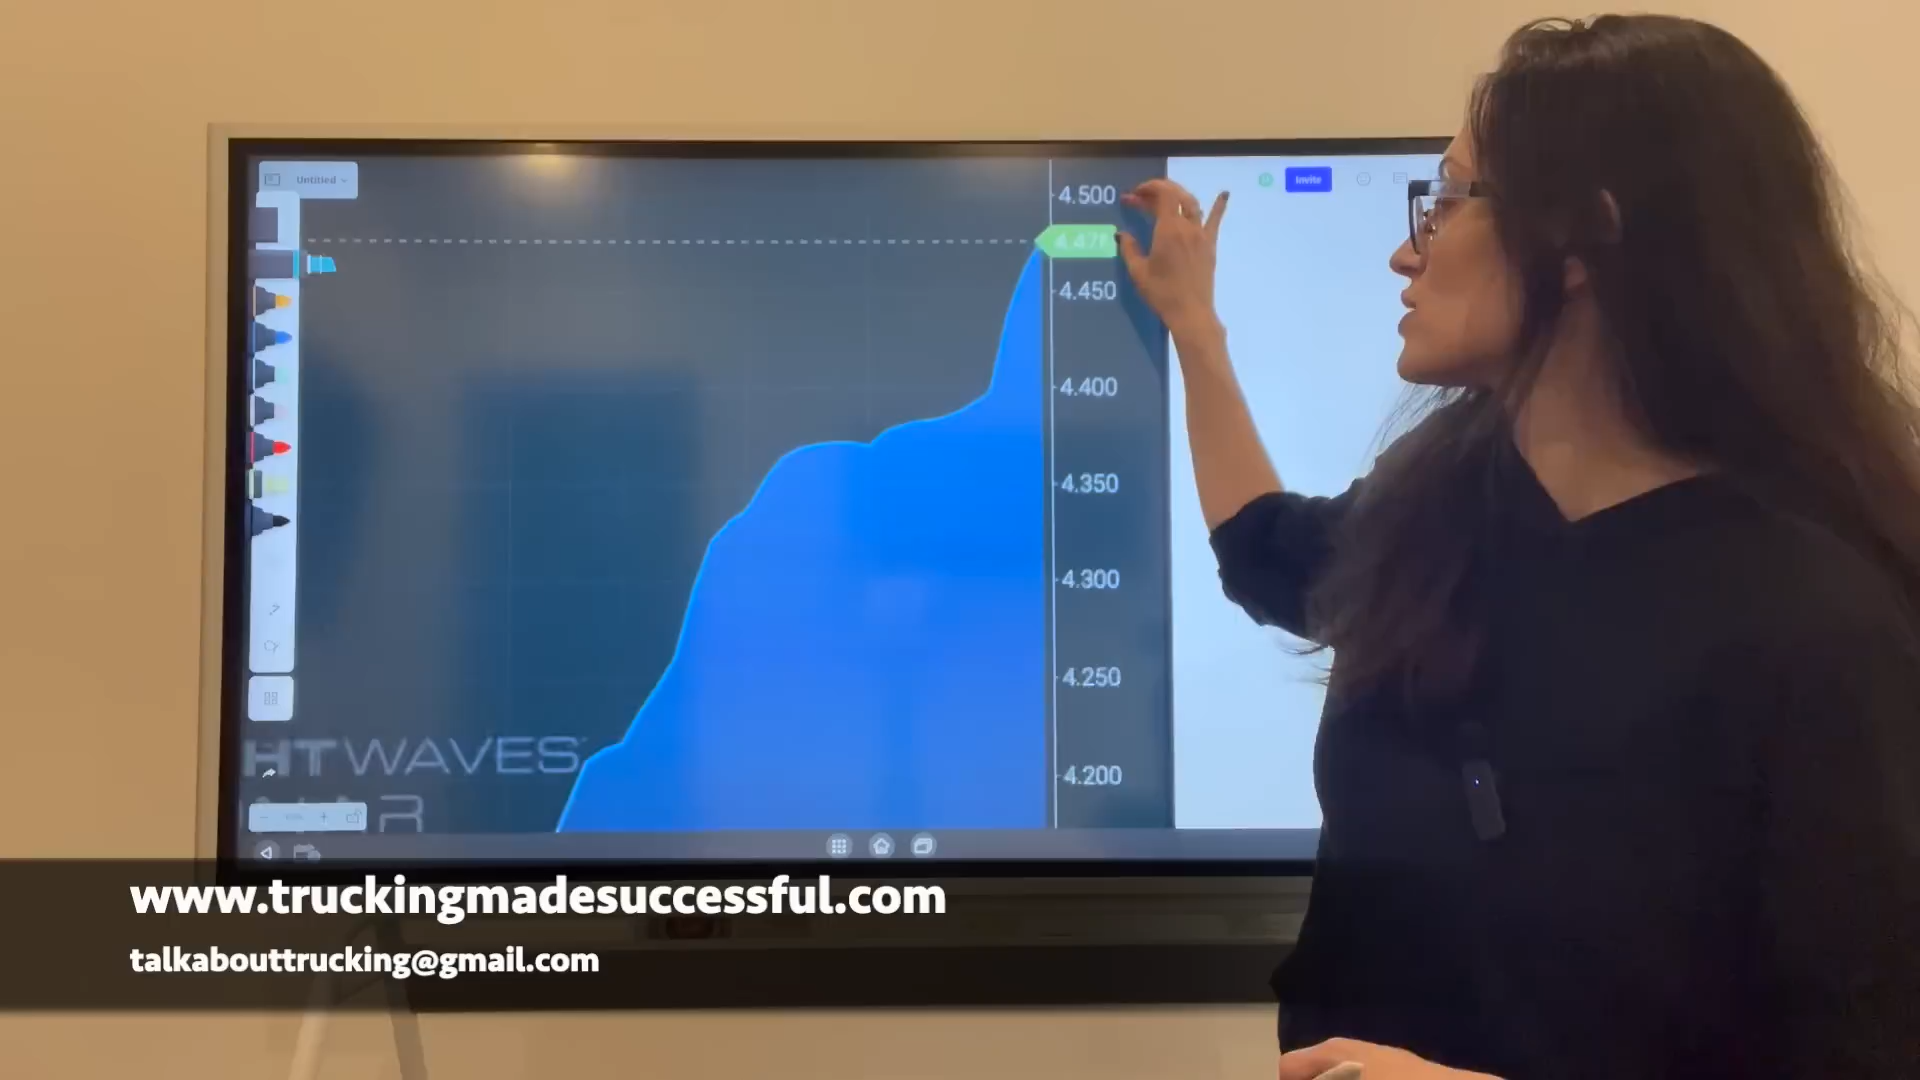 Untitled
Invite
4.500
4.450
4.400
4.350
4.300
4.250
4.200
HTWAVES
www.truckingmadesuccessful.com
talkabouttrucking@gmail.com